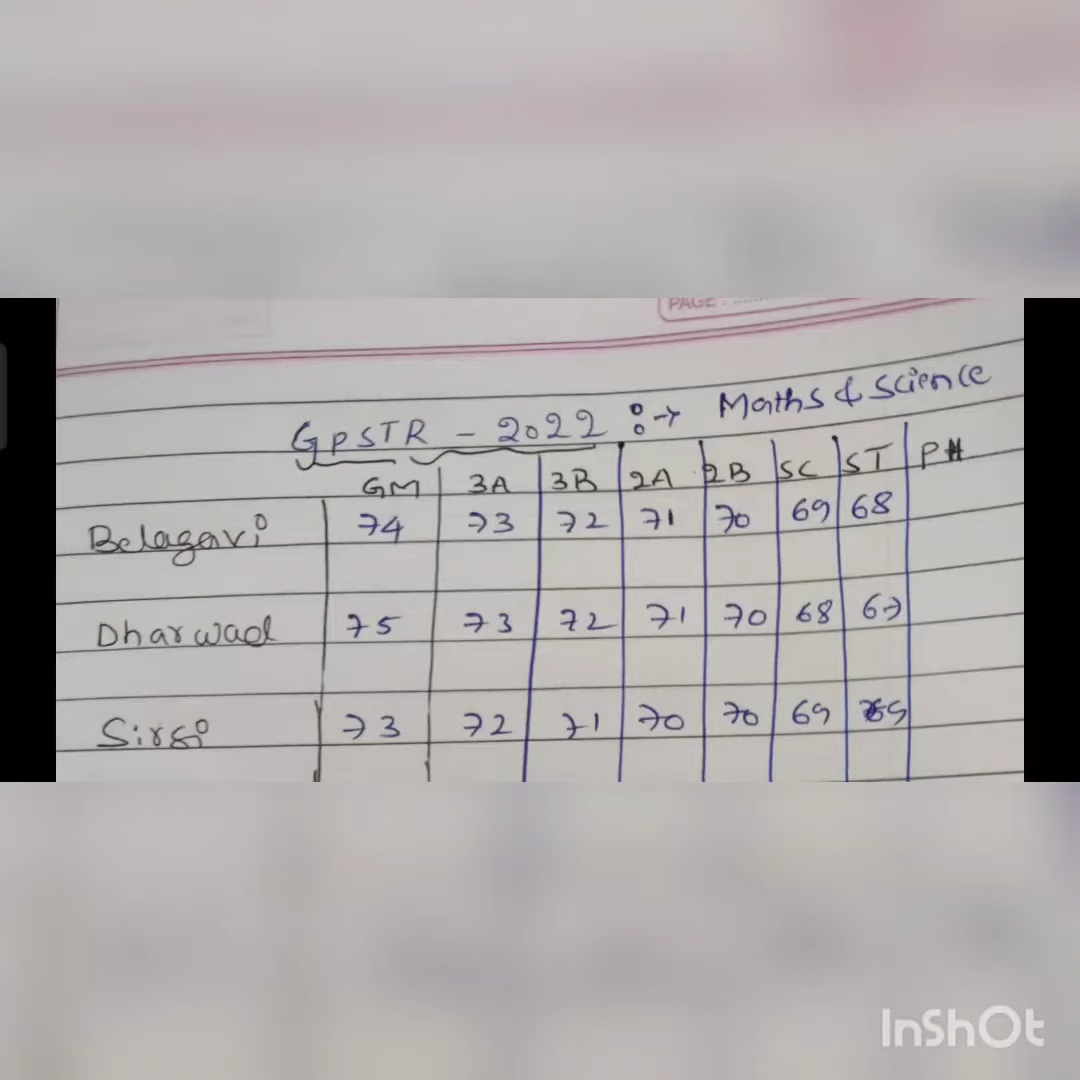 PAGE
GPSTR - 2022 :→ Maths & Science
GM 3A 3B 2A 2B SC ST PH
Belagavi 74 73 72 71 70 69 68
Dharwad 75 73 72 71 70 68 67
Sirsi 73 72 71 70 70 69
InShOt